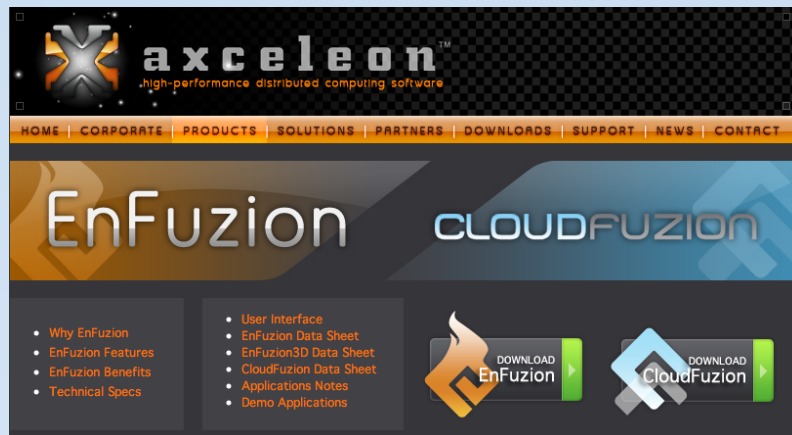 axceleon™
high-performance distributed computing software
HOME | CORPORATE | PRODUCTS | SOLUTIONS | PARTNERS | DOWNLOADS | SUPPORT | NEWS | CONTACT
EnFuzion
CLOUDFUZION
Why EnFuzion
EnFuzion Features
EnFuzion Benefits
Technical Specs
User Interface
EnFuzion Data Sheet
EnFuzion3D Data Sheet
CloudFuzion Data Sheet
Applications Notes
Demo Applications
DOWNLOAD
EnFuzion
DOWNLOAD
CloudFuzion